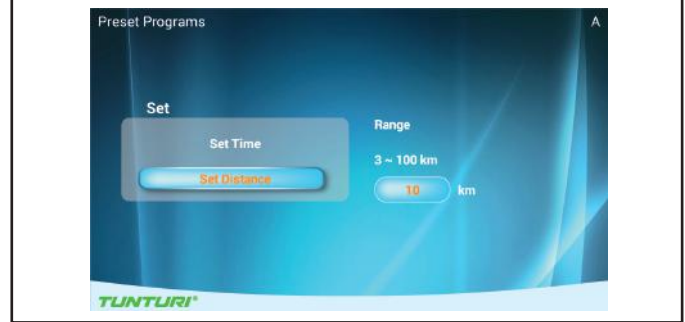 Preset Programs
A
Set
Set Time
Set Distance
Range
3 ~ 100 km
10 km
TUNTURI®